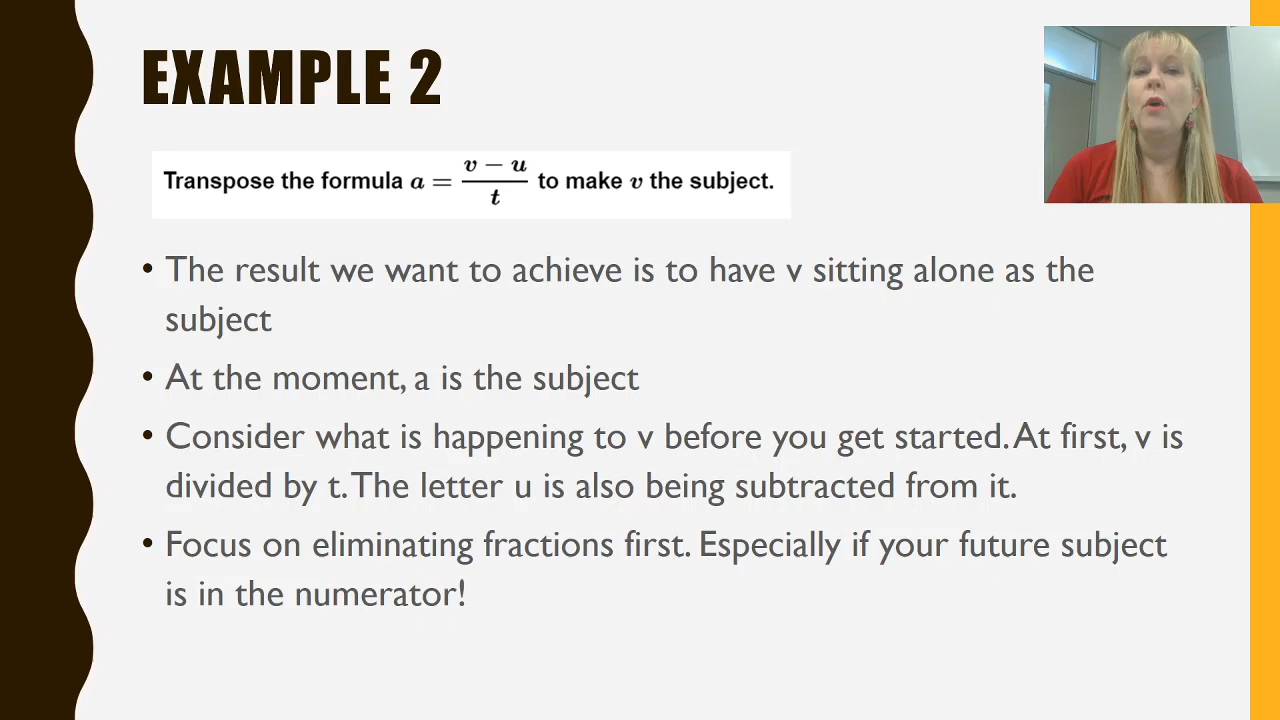 EXAMPLE 2
Transpose the formula a = \frac{v - u}{t} to make v the subject.
• The result we want to achieve is to have v sitting alone as the
subject
• At the moment, a is the subject
• Consider what is happening to v before you get started. At first, v is
divided by t. The letter u is also being subtracted from it.
• Focus on eliminating fractions first. Especially if your future subject
is in the numerator!